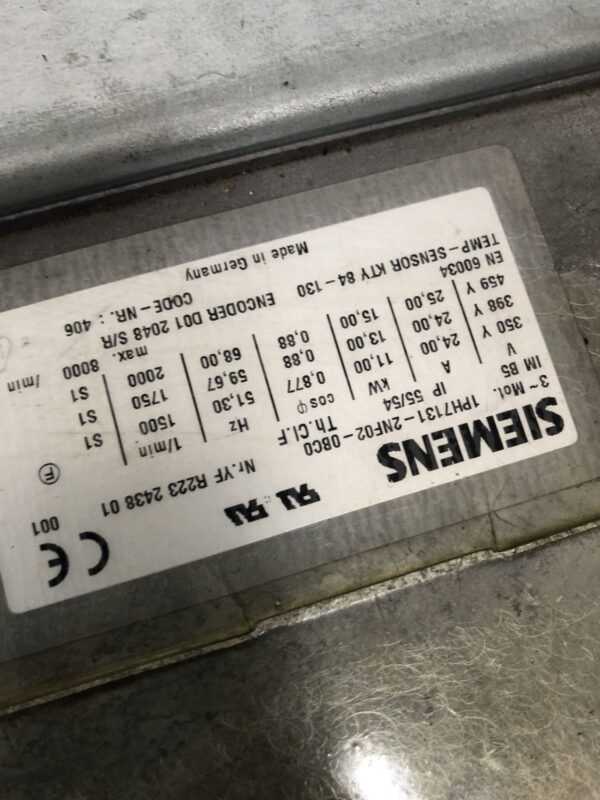 SIEMENS
CE 001
3~ Mot. 1PH7131-2NF02-0BC0 Nr.YF R223 2438 01
IM B5 IP 55/54 Th.Cl.F
V A kW cosφ Hz 1/min
350 Y 24,00 11,00 0,877 51,30 1500 S1
398 Y 24,00 13,00 0,88 59,67 1750 S1
459 Y 25,00 15,00 0,88 68,00 2000 S1
EN 60034 max. 8000 /min
TEMP-SENSOR KTY 84-130 ENCODER D01 2048 S/R
CODE-NR.: 406
Made in Germany